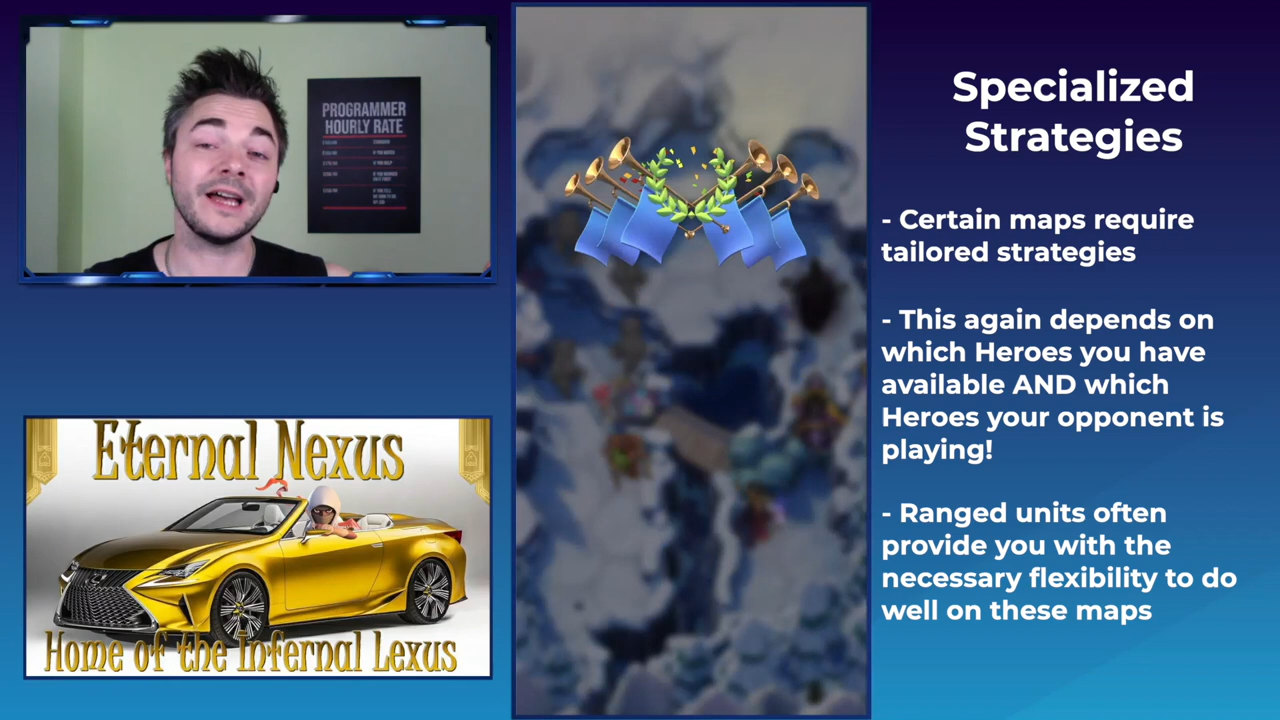 PROGRAMMER
HOURLY RATE
Eternal Nexus
Home of the Infernal Lexus
Specialized
Strategies
- Certain maps require
tailored strategies
- This again depends on
which Heroes you have
available AND which
Heroes your opponent is
playing!
- Ranged units often
provide you with the
necessary flexibility to do
well on these maps